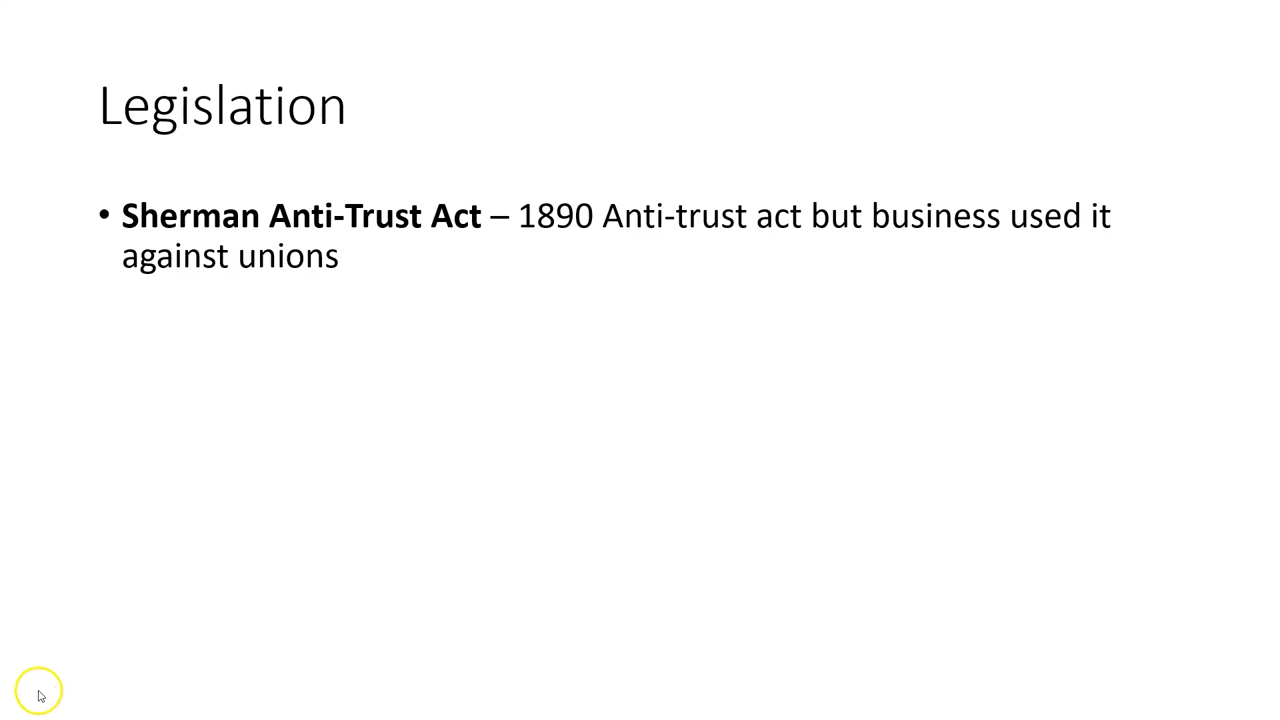 Legislation
• Sherman Anti-Trust Act – 1890 Anti-trust act but business used it
against unions